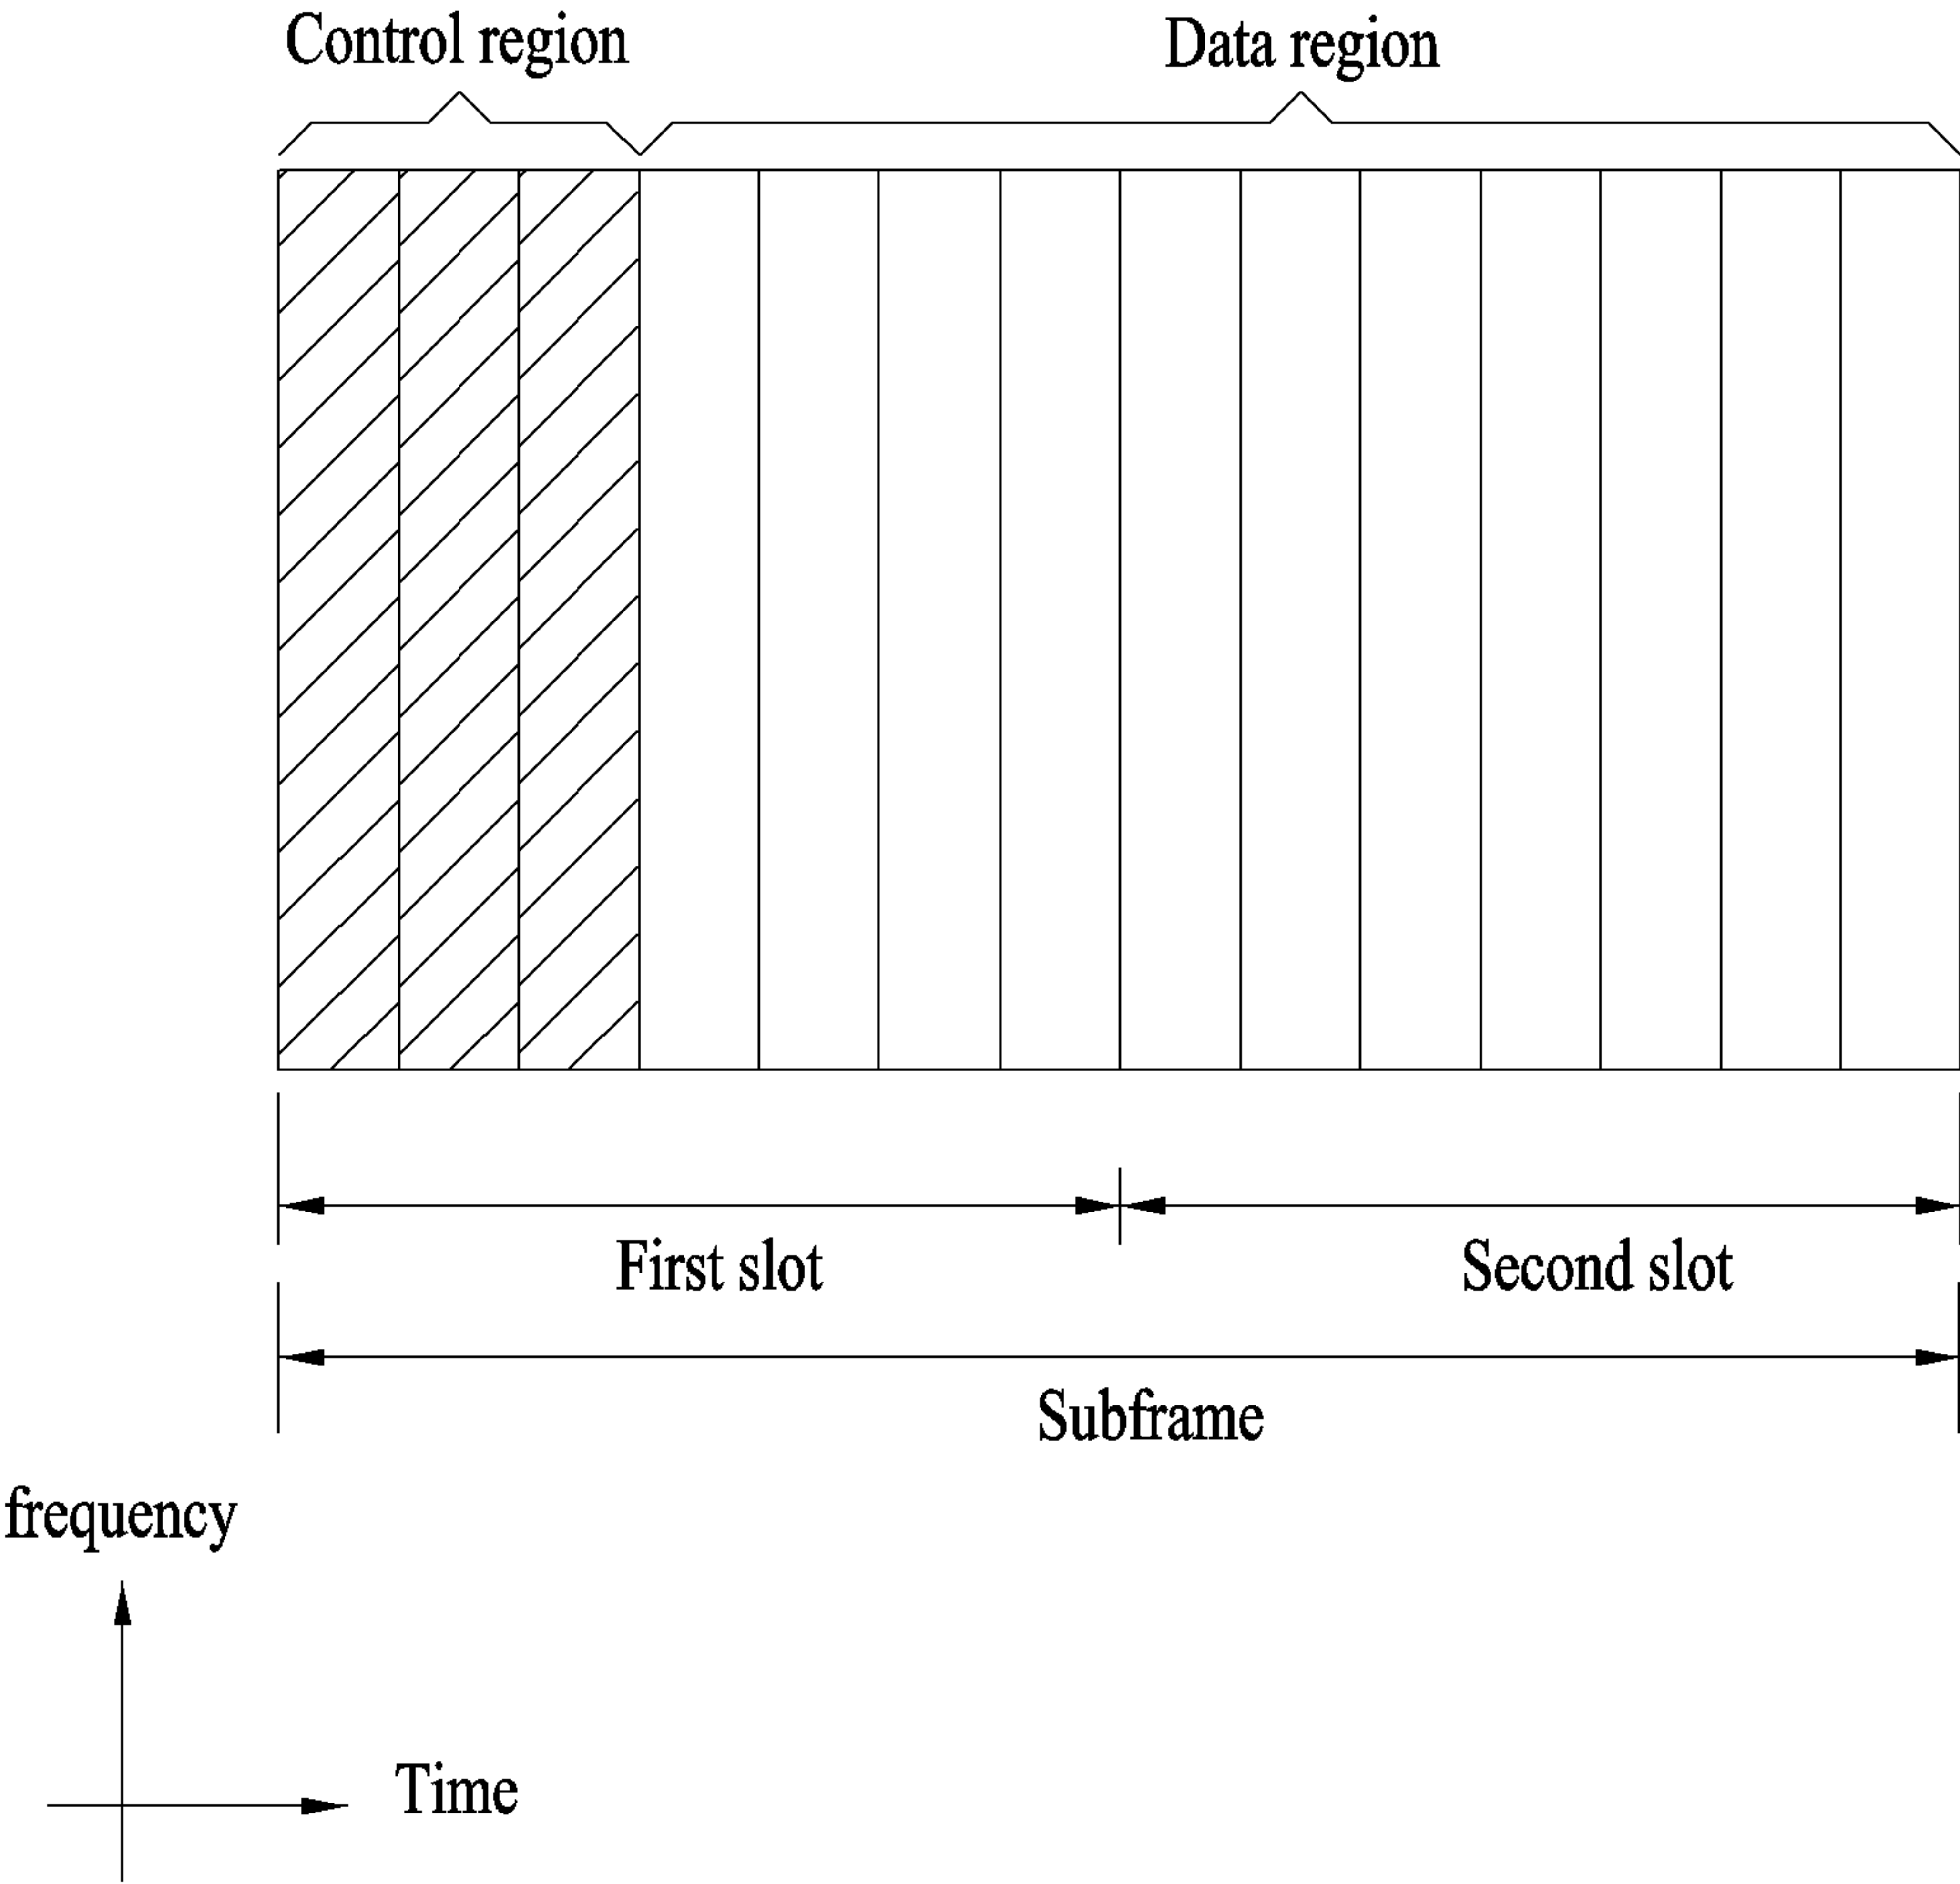 Control region
Data region
First slot
Second slot
Subframe
frequency
Time